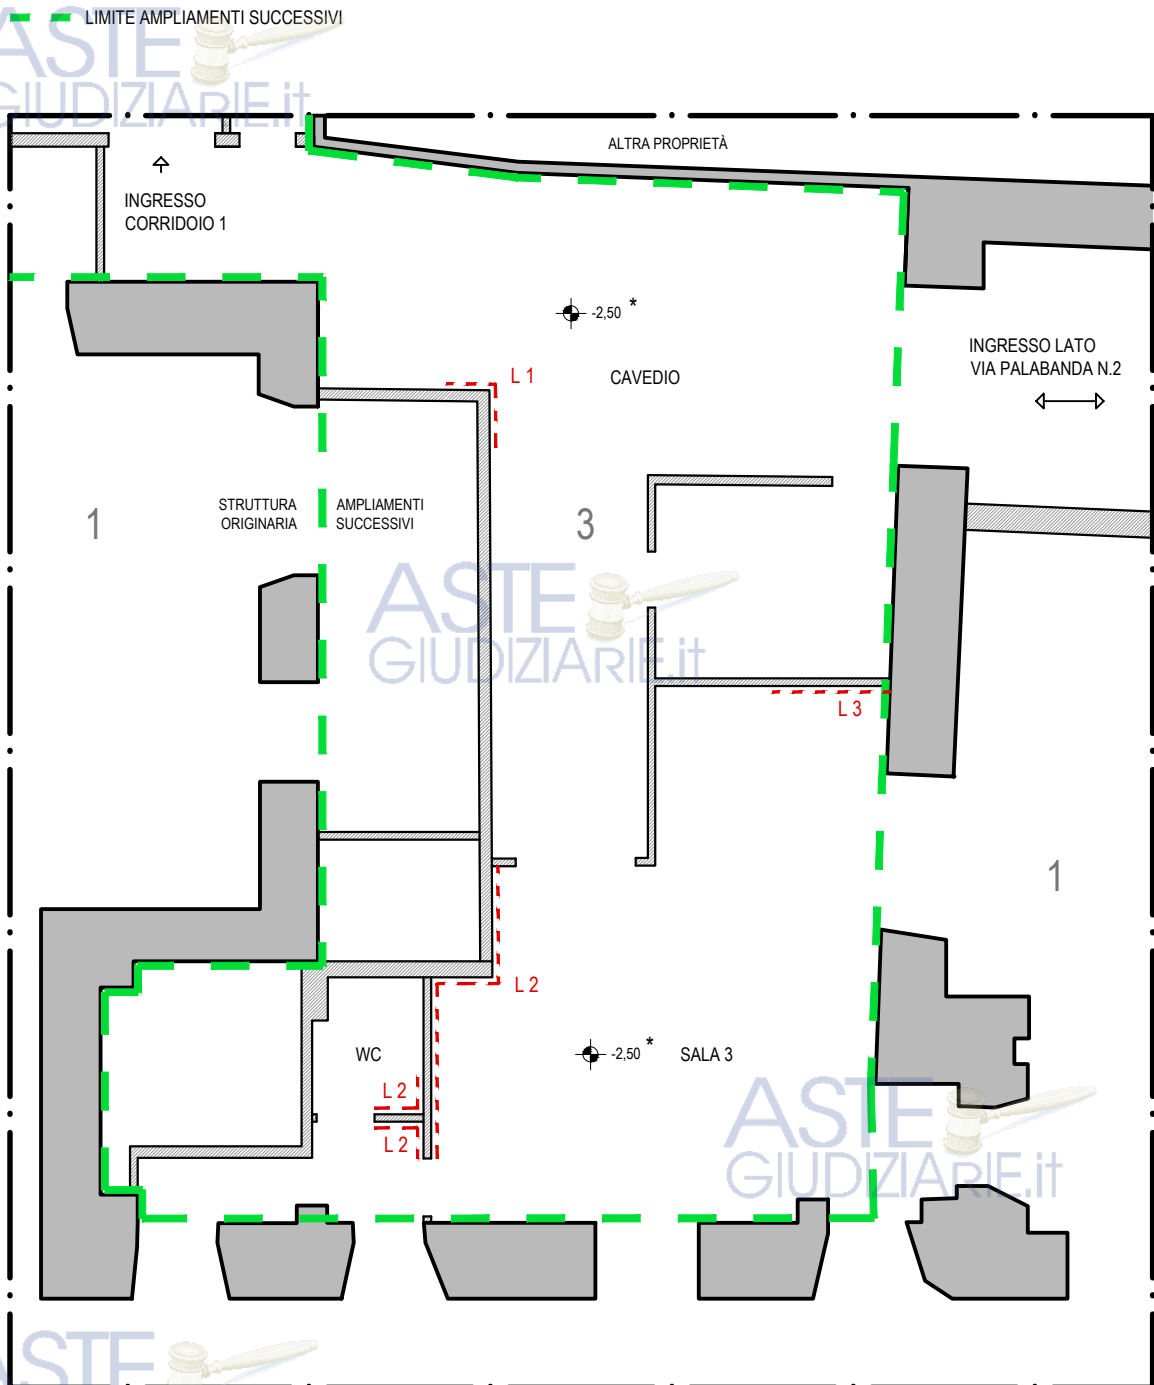 LIMITE AMPLIAMENTI SUCCESSIVI
ASTE
GIUDIZIARIE.it
ALTRA PROPRIETÀ
INGRESSO
CORRIDOIO 1
-2,50 *
INGRESSO LATO
VIA PALABANDA N.2
L 1
CAVEDIO
1
STRUTTURA
ORIGINARIA
AMPLIAMENTI
SUCCESSIVI
3
ASTE
GIUDIZIARIE.it
L 3
1
L 2
WC
-2,50 *
SALA 3
L 2
L 2
ASTE
GIUDIZIARIE.it
ASTE